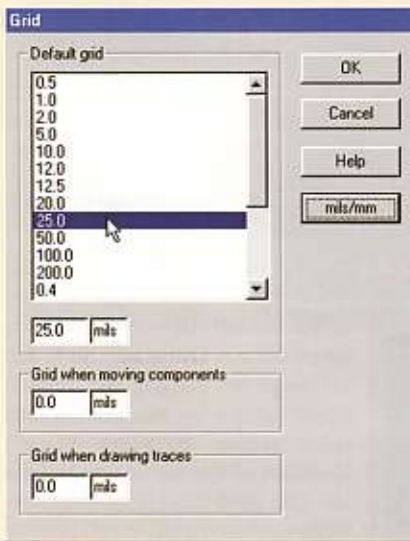 Grid
Default grid
0.5
1.0
2.0
5.0
10.0
12.0
12.5
20.0
25.0
50.0
100.0
200.0
0.4
25.0 mils
Grid when moving components
0.0 mils
Grid when drawing traces
0.0 mils
OK
Cancel
Help
mils/mm